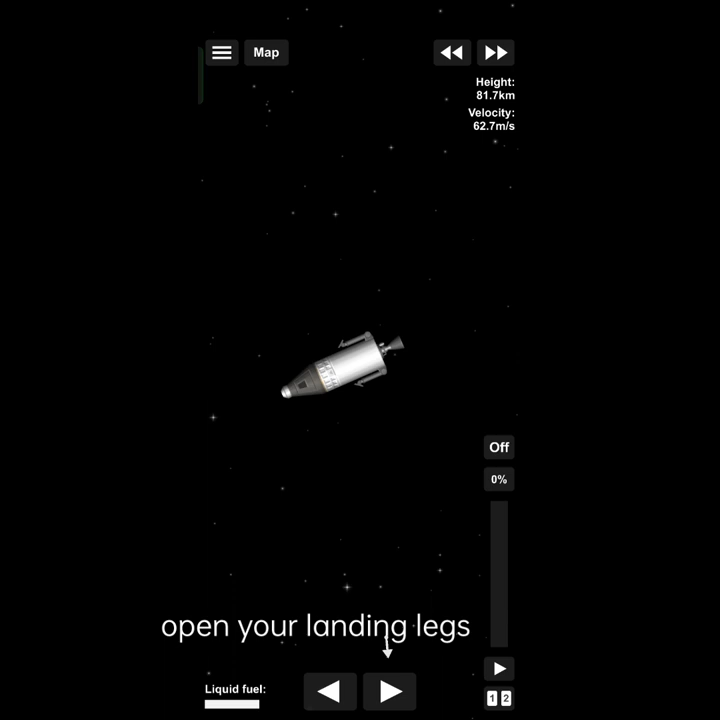 Map
Height:
81.7km
Velocity:
62.7m/s
Off
0%
open your landing legs
Liquid fuel:
1 2